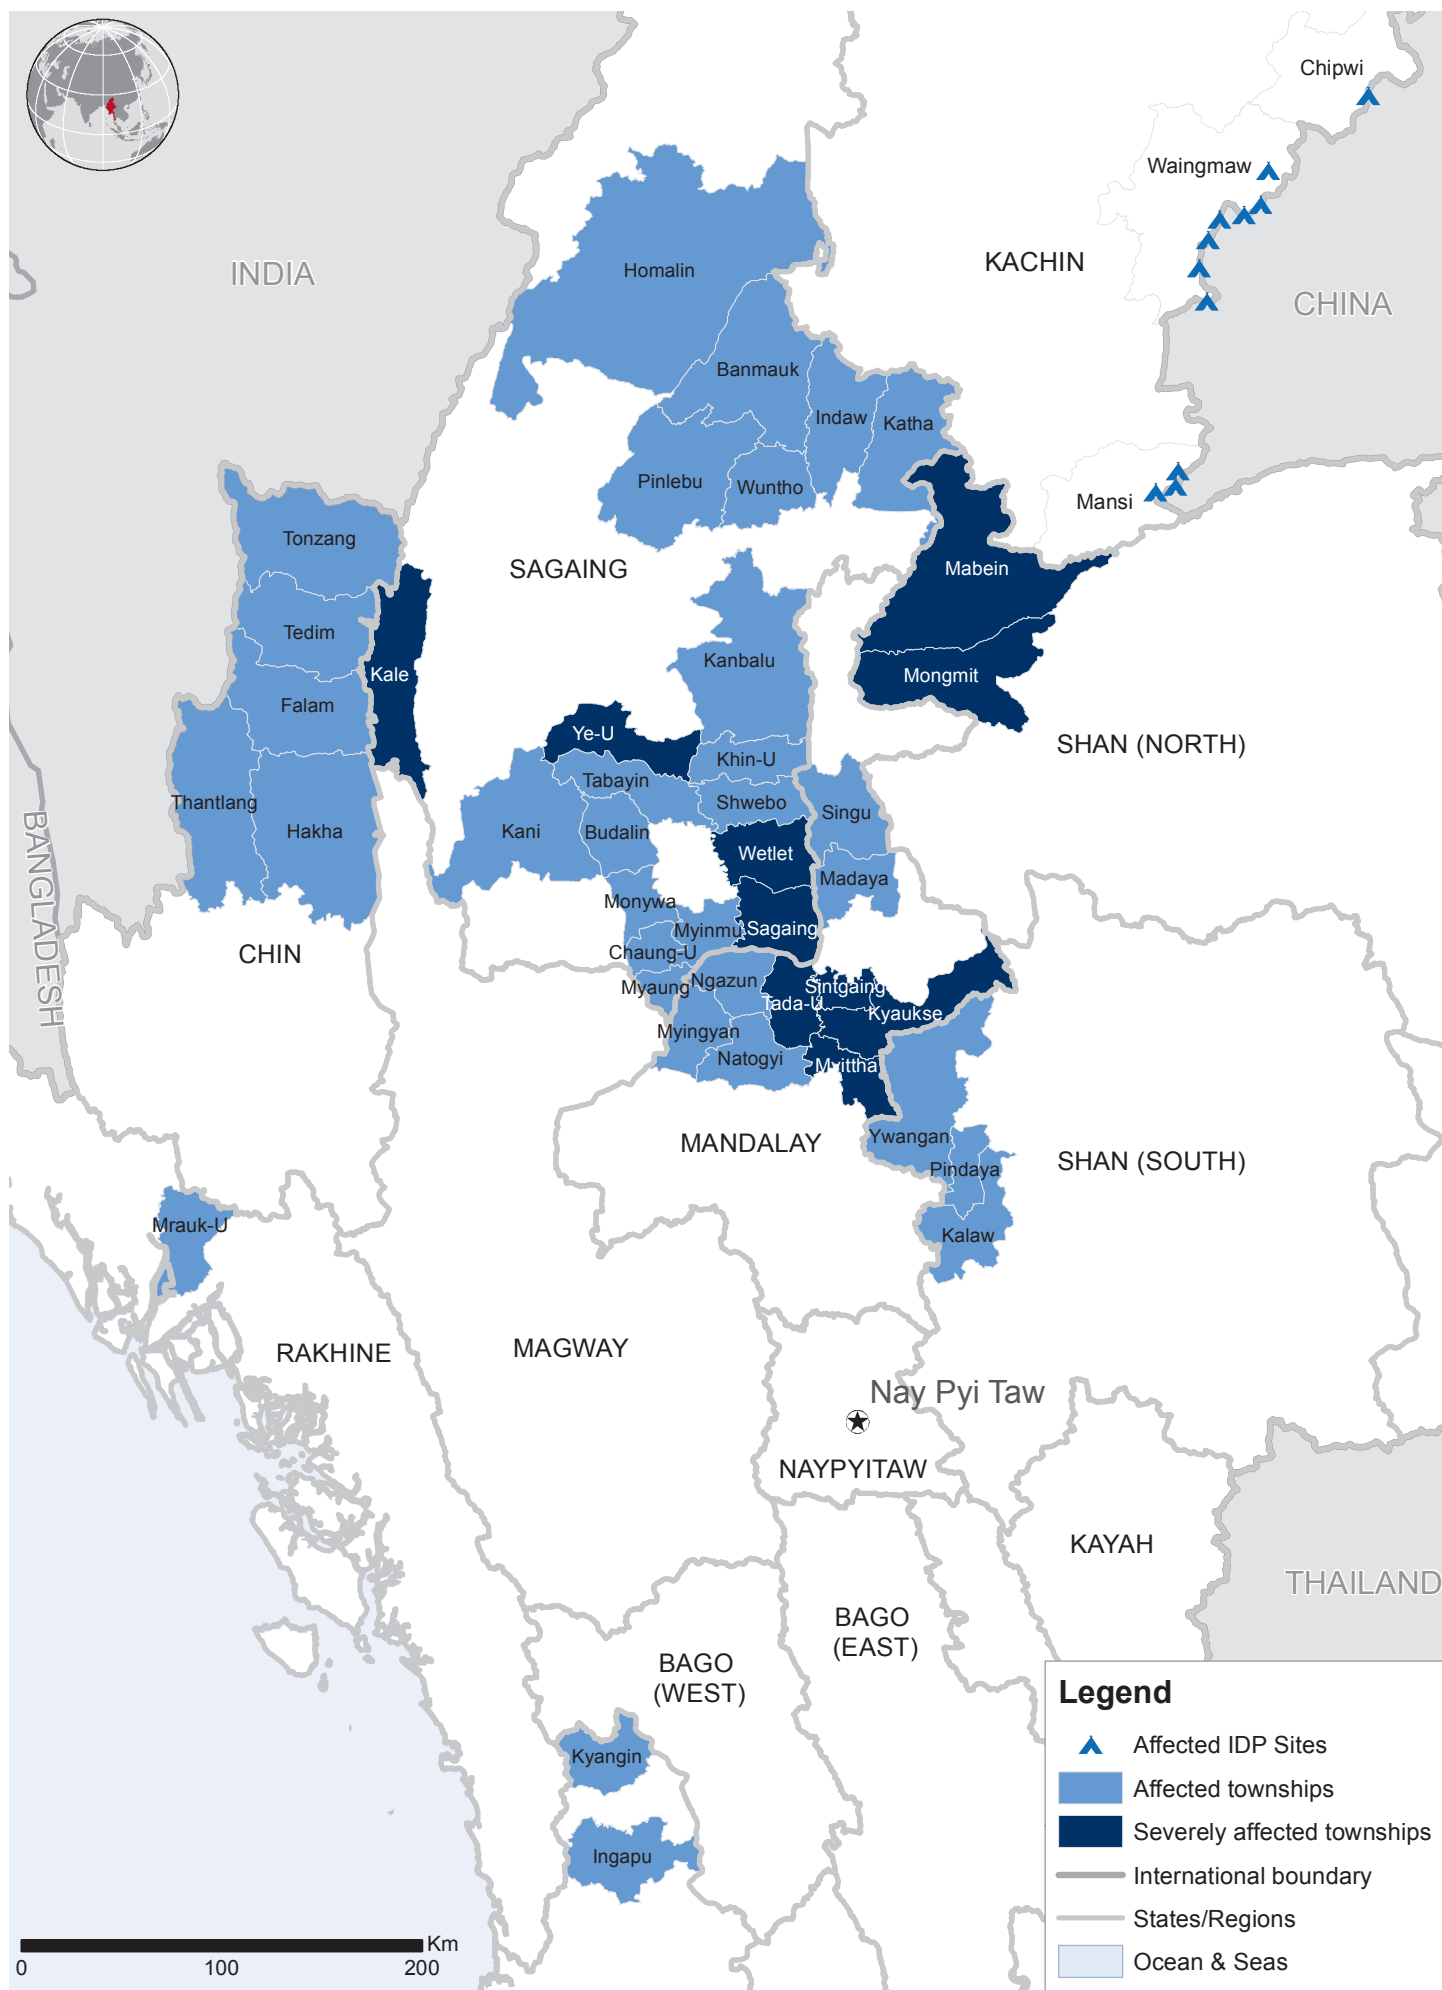 Chipwi
Waingmaw
KACHIN
INDIA
Homalin
CHINA
Banmauk
Indaw
Katha
Pinlebu
Wuntho
Mansi
Tonzang
SAGAING
Mabein
Tedim
Kanbalu
Kale
Mongmit
Falam
Ye-U
SHAN (NORTH)
Khin-U
Tabayin
Thantlang
Shwebo
Singu
Hakha
Kani
Budalin
Wetlet
BANGLADESH
Madaya
Monywa
Myinmu
Sagaing
CHIN
Chaung-U
Ngazun
Myaung
Sintgaing
Tada-U
Kyaukse
Myingyan
Natogyi
Myittha
MANDALAY
Ywangan
SHAN (SOUTH)
Pindaya
Mrauk-U
Kalaw
RAKHINE
MAGWAY
Nay Pyi Taw
NAYPYITAW
KAYAH
THAILAND
BAGO
(EAST)
BAGO
(WEST)
Kyangin
Ingapu
Legend
Affected IDP Sites
Affected townships
Severely affected townships
International boundary
States/Regions
Ocean & Seas
Km
0 100 200